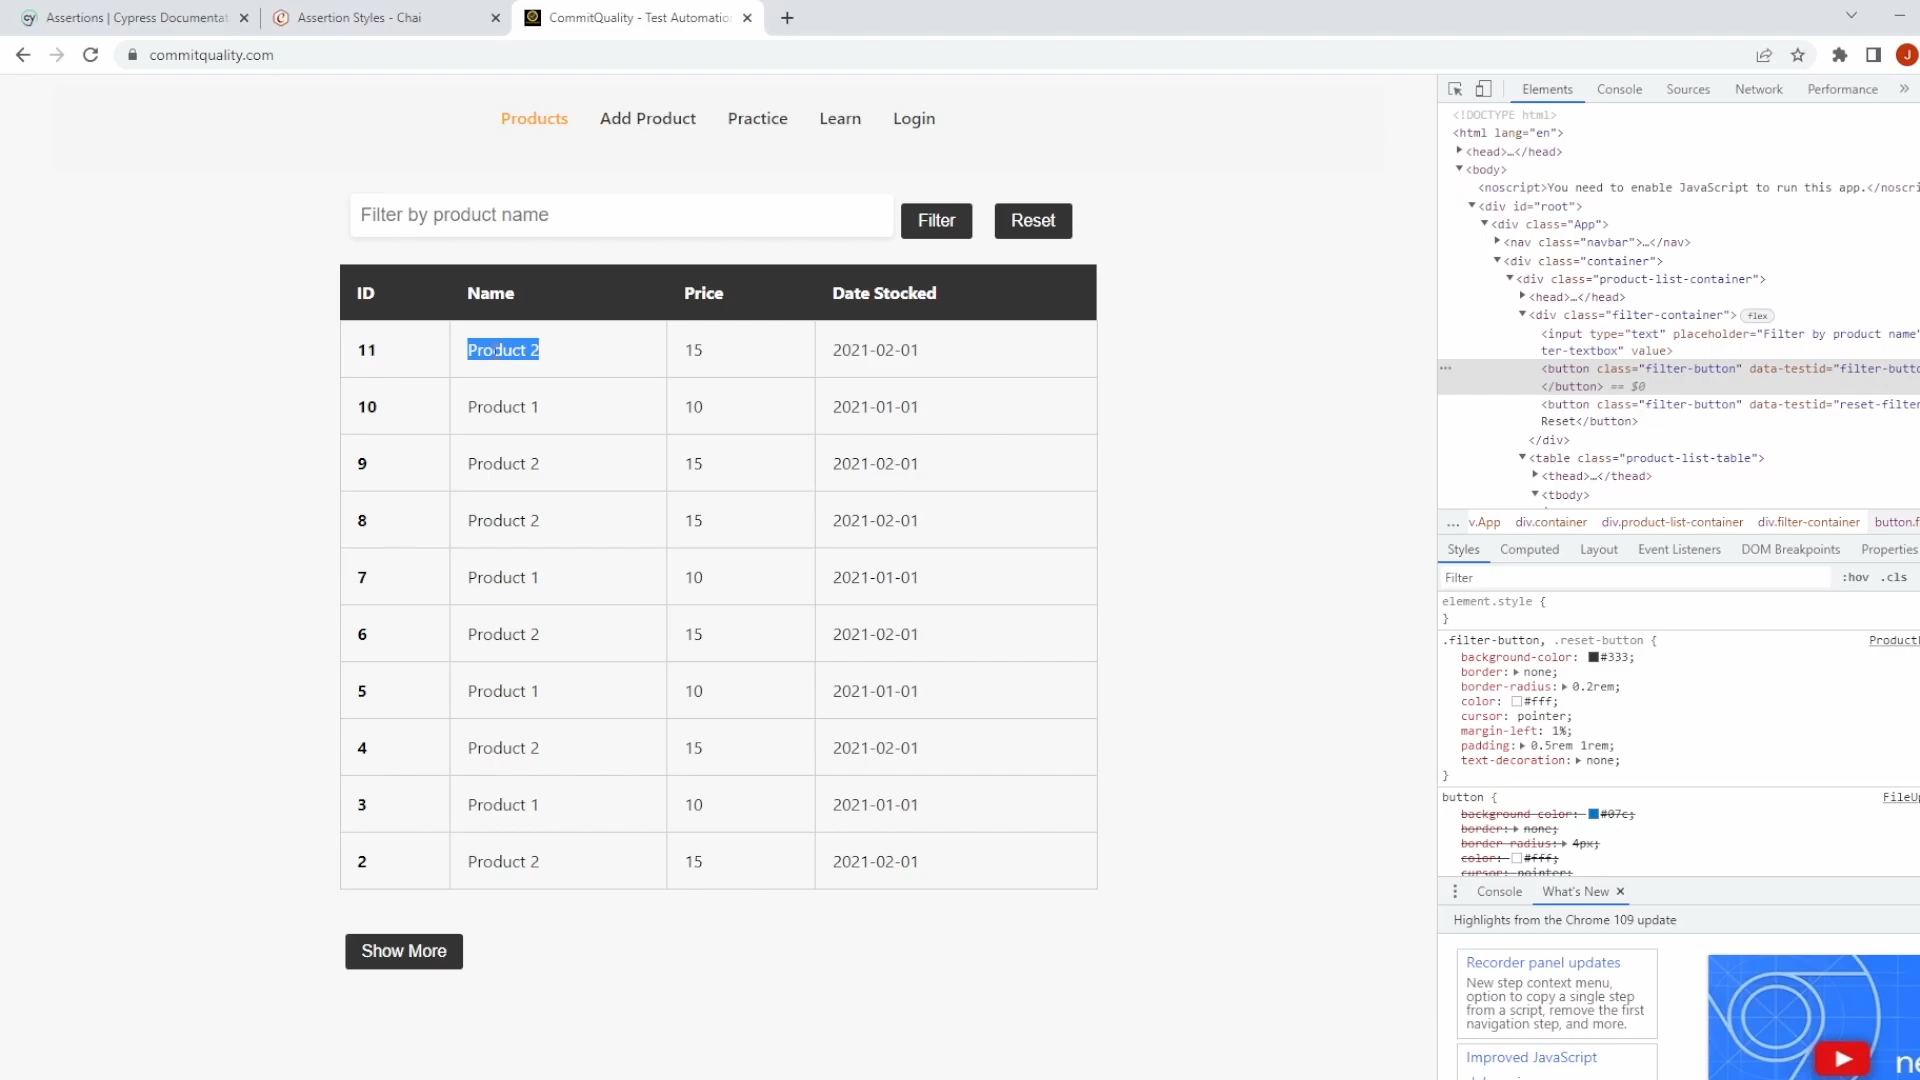 Assertions | Cypress Documentat
Assertion Styles - Chai
CommitQuality - Test Automatio
commitquality.com
J
Products
Add Product
Practice
Learn
Login
Filter by product name
Filter
Reset
ID Name Price Date Stocked
11 Product 2 15 2021-02-01
10 Product 1 10 2021-01-01
9 Product 2 15 2021-02-01
8 Product 2 15 2021-02-01
7 Product 1 10 2021-01-01
6 Product 2 15 2021-02-01
5 Product 1 10 2021-01-01
4 Product 2 15 2021-02-01
3 Product 1 10 2021-01-01
2 Product 2 15 2021-02-01
Show More
Elements Console Sources Network Performance »
<!DOCTYPE html>
<html lang="en">
<head>…</head>
<body>
<noscript>You need to enable JavaScript to run this app.</noscri
<div id="root">
<div class="App">
<nav class="navbar">…</nav>
<div class="container">
<div class="product-list-container">
<head>…</head>
<div class="filter-container"> flex
<input type="text" placeholder="Filter by product name"
ter-textbox" value>
<button class="filter-button" data-testid="filter-butto
</button> == $0
<button class="filter-button" data-testid="reset-filter
Reset</button>
</div>
<table class="product-list-table">
<thead>…</thead>
<tbody>
... v.App div.container div.product-list-container div.filter-container button.f
Styles Computed Layout Event Listeners DOM Breakpoints Properties
Filter :hov .cls
element.style {
}
.filter-button, .reset-button { Product
background-color: #333;
border: none;
border-radius: 0.2rem;
color: #fff;
cursor: pointer;
margin-left: 1%;
padding: 0.5rem 1rem;
text-decoration: none;
}
button { FileUp
background-color: #07c;
border: none;
border-radius: 4px;
color: #fff;
cursor: pointer;
Console What's New
Highlights from the Chrome 109 update
Recorder panel updates
New step context menu,
option to copy a single step
from a script, remove the first
navigation step, and more.
Improved JavaScript
ne